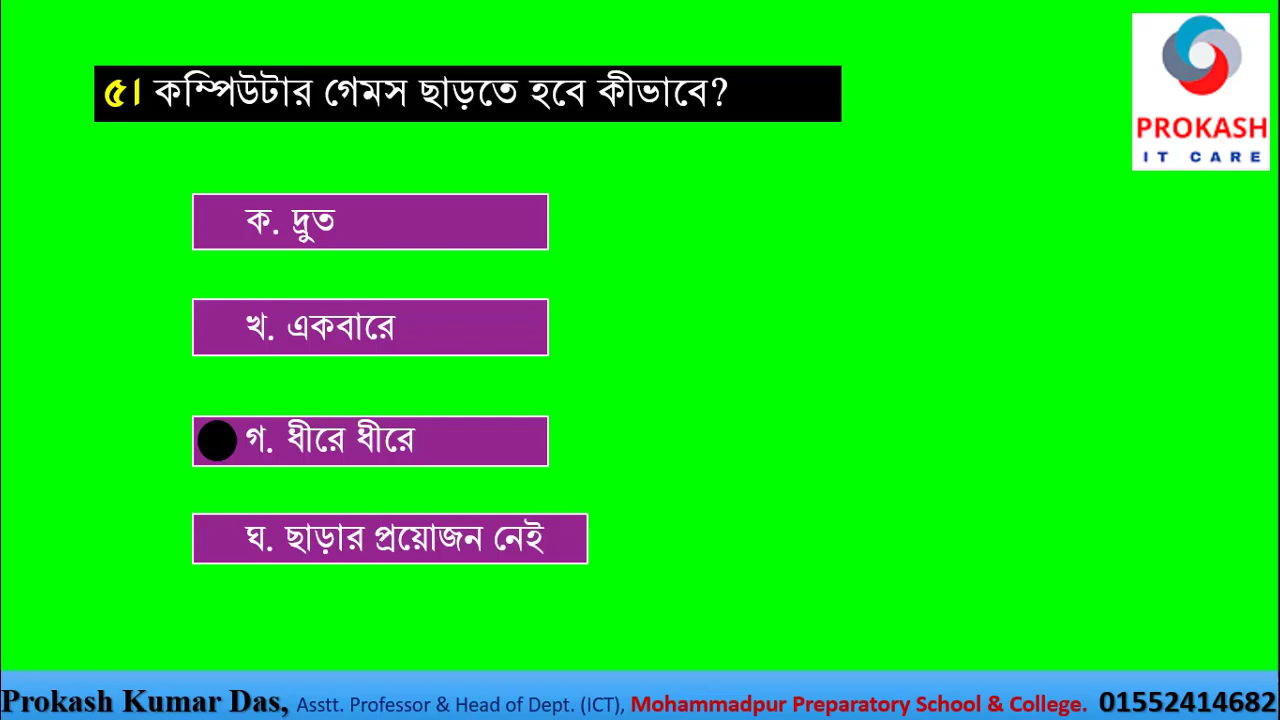 ৫। কম্পিউটার গেমস ছাড়তে হবে কীভাবে?
PROKASH
IT CARE
ক. দ্রুত
খ. একবারে
গ. ধীরে ধীরে
ঘ. ছাড়ার প্রয়োজন নেই
Prokash Kumar Das, Asstt. Professor & Head of Dept. (ICT), Mohammadpur Preparatory School & College. 01552414682